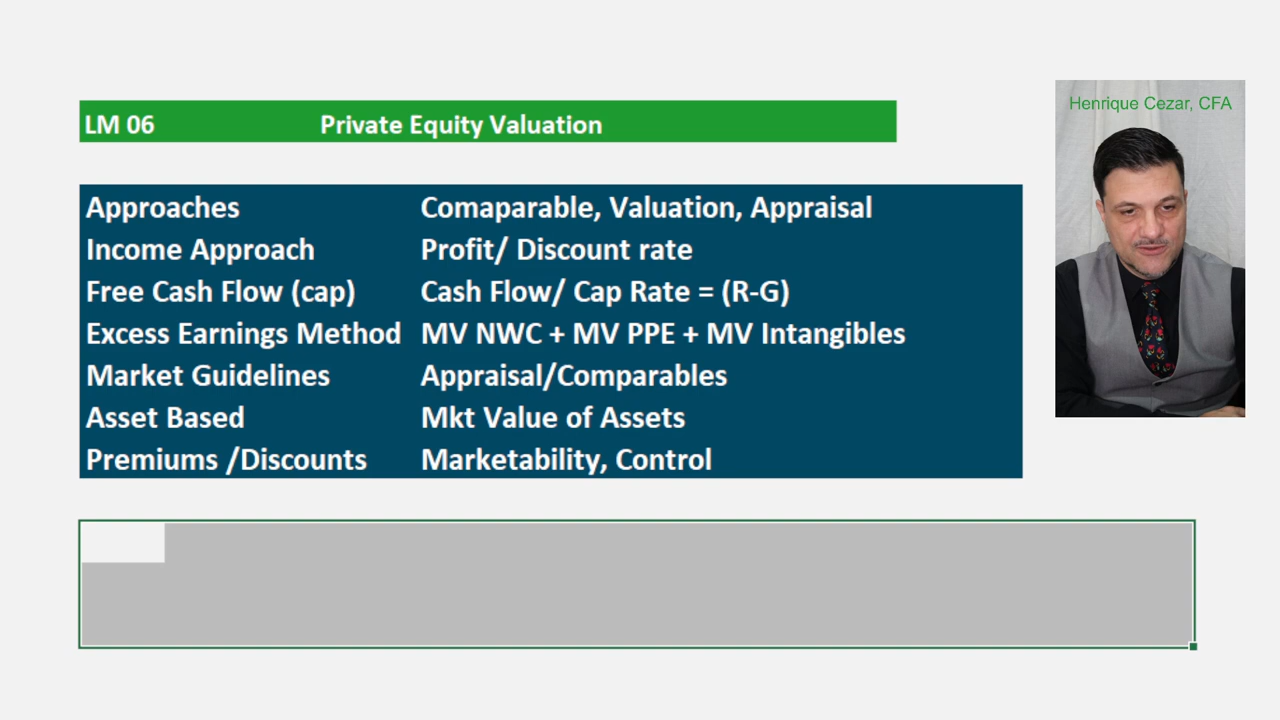 LM 06 Private Equity Valuation
Henrique Cezar, CFA
Approaches Comaparable, Valuation, Appraisal
Income Approach Profit/ Discount rate
Free Cash Flow (cap) Cash Flow/ Cap Rate = (R-G)
Excess Earnings Method MV NWC + MV PPE + MV Intangibles
Market Guidelines Appraisal/Comparables
Asset Based Mkt Value of Assets
Premiums /Discounts Marketability, Control